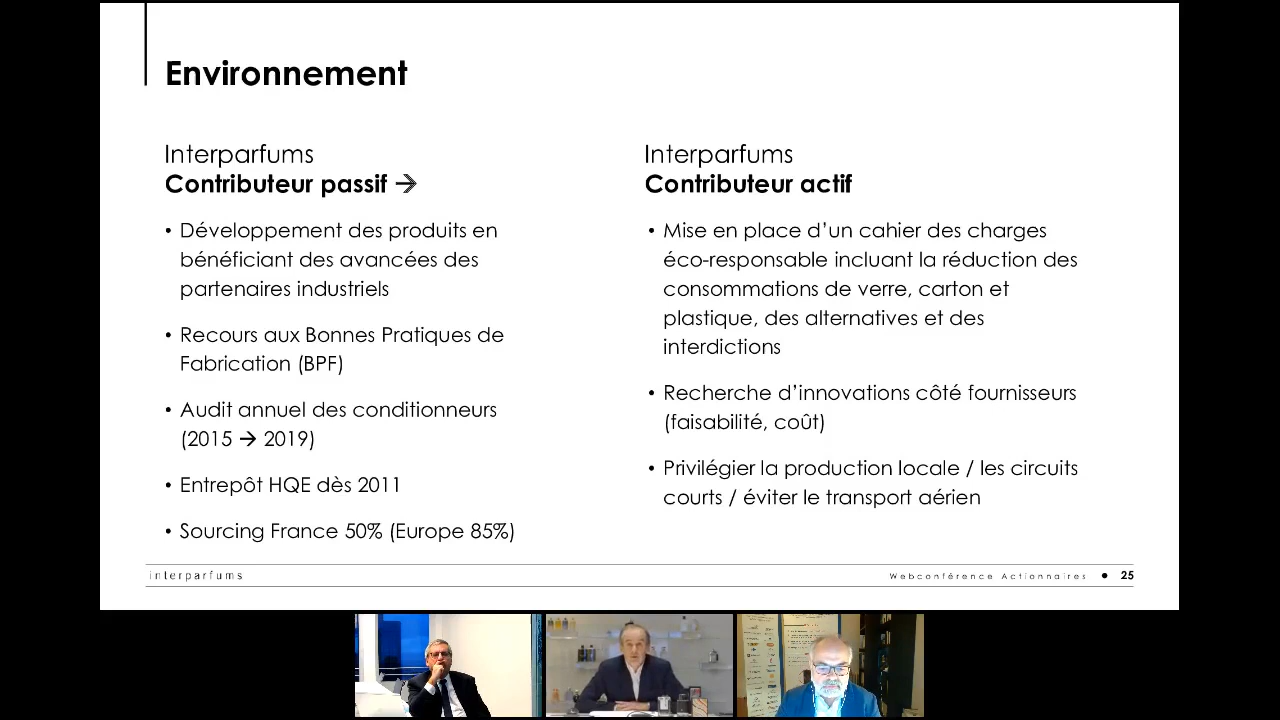 Environnement
Interparfums
Contributeur passif →
• Développement des produits en
bénéficiant des avancées des
partenaires industriels
• Recours aux Bonnes Pratiques de
Fabrication (BPF)
• Audit annuel des conditionneurs
(2015 → 2019)
• Entrepôt HQE dès 2011
• Sourcing France 50% (Europe 85%)
Interparfums
Contributeur actif
• Mise en place d’un cahier des charges
éco-responsable incluant la réduction des
consommations de verre, carton et
plastique, des alternatives et des
interdictions
• Recherche d’innovations côté fournisseurs
(faisabilité, coût)
• Privilégier la production locale / les circuits
courts / éviter le transport aérien
interparfums
Webconférence Actionnaires • 25